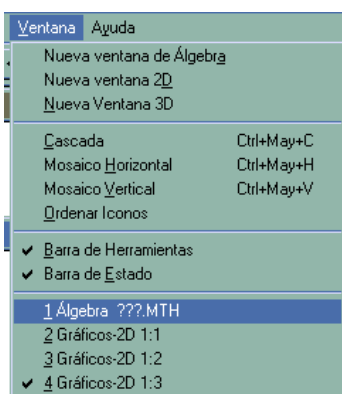 Ventana Ayuda
Nueva ventana de Álgebra
Nueva ventana 2D
Nueva Ventana 3D
Cascada Ctrl+May+C
Mosaico Horizontal Ctrl+May+H
Mosaico Vertical Ctrl+May+V
Ordenar Iconos
Barra de Herramientas
Barra de Estado
1 Álgebra ???.MTH
2 Gráficos-2D 1:1
3 Gráficos-2D 1:2
4 Gráficos-2D 1:3